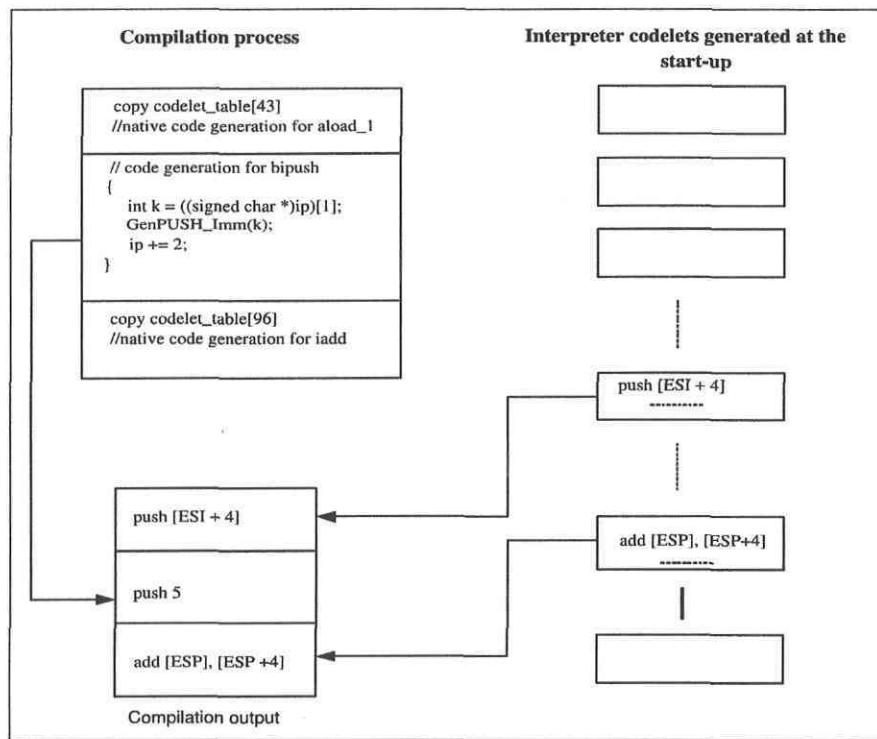 Compilation process
copy codelet_table[43]
//native code generation for aload_1
// code generation for bipush
{
int k = ((signed char *)ip)[1];
GenPUSH_Imm(k);
ip += 2;
}
copy codelet_table[96]
//native code generation for iadd
push [ESI + 4]
push 5
add [ESP], [ESP +4]
Compilation output
Interpreter codelets generated at the
start-up
push [ESI + 4]
add [ESP], [ESP+4]